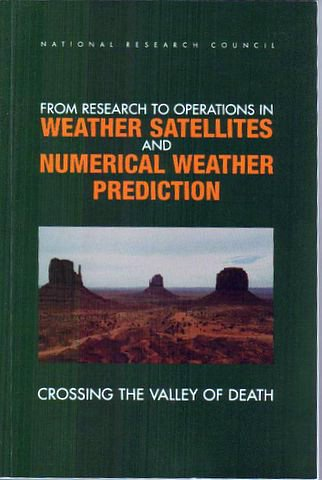 NATIONAL RESEARCH COUNCIL
FROM RESEARCH TO OPERATIONS IN
WEATHER SATELLITES
AND
NUMERICAL WEATHER
PREDICTION
CROSSING THE VALLEY OF DEATH